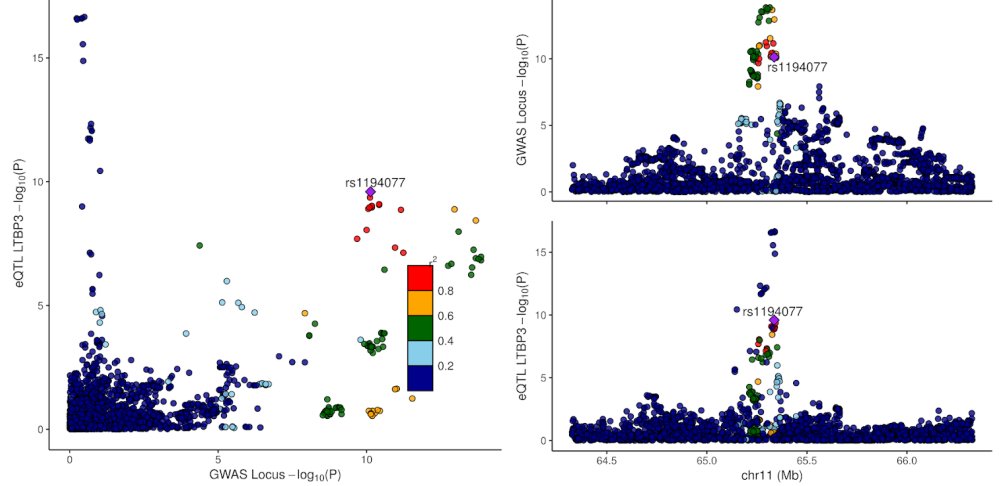 eQTL LTBP3 −log10(P)
15
10
5
0
0
5
10
GWAS Locus −log10(P)
rs1194077
r2
0.8
0.6
0.4
0.2
GWAS Locus −log10(P)
10
5
0
rs1194077
eQTL LTBP3 −log10(P)
15
10
5
0
rs1194077
64.5
65.0
65.5
66.0
chr11 (Mb)